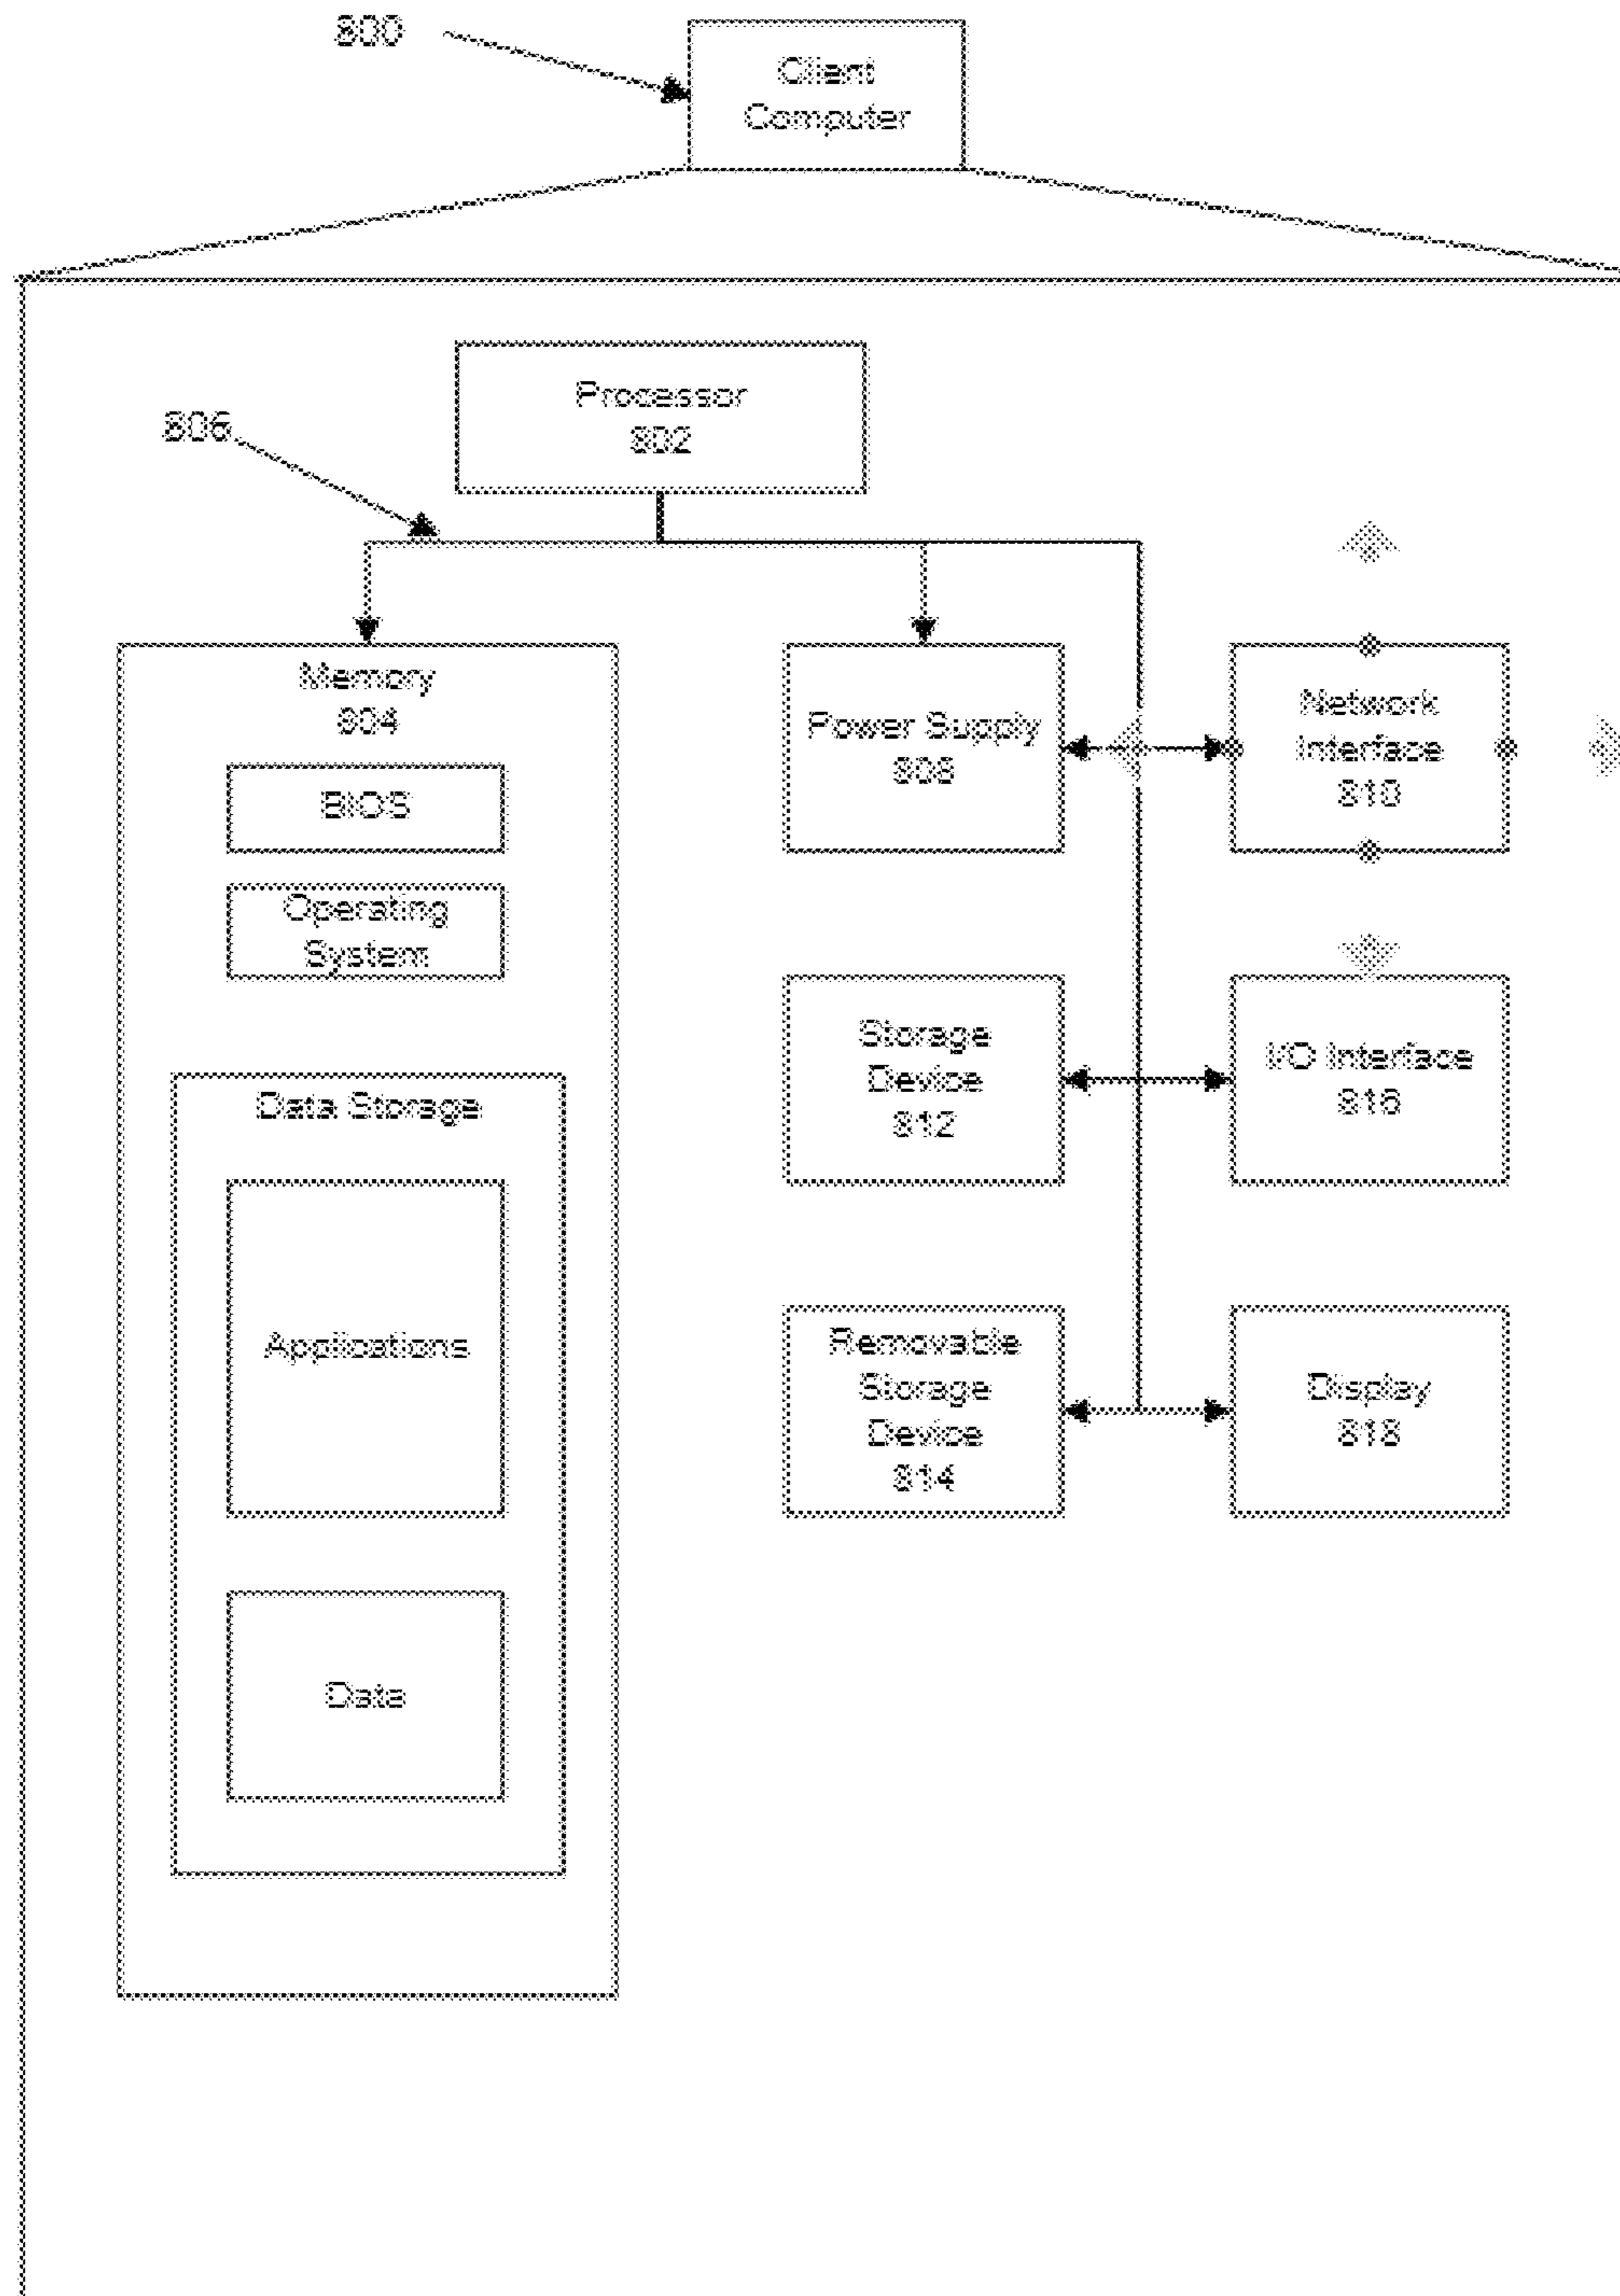 800
Client
Computer
Processor
802
806
Memory
804
BIOS
Operating
System
Data Storage
Applications
Data
Power Supply
808
Network
Interface
810
Storage
Device
812
I/O Interface
816
Removable
Storage
Device
814
Display
818